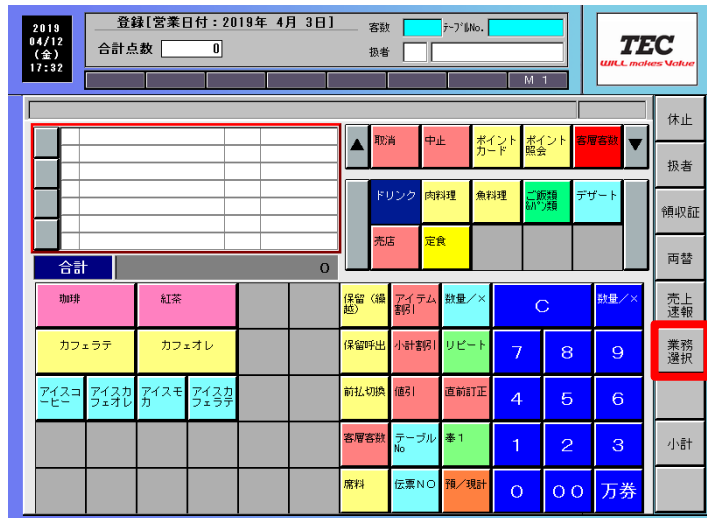 2019
04/12
(金)
17:32
登録[営業日付:2019年 4月 3日]
合計点数 0
客数
ﾃｰﾌﾞﾙNo.
扱者
M 1
TEC
WILL makes Value
取消
中止
ポイント
カード
ポイント
照会
客層客数
ドリンク
肉料理
魚料理
ご飯類
&ﾊﾟﾝ類
デザート
売店
定食
合計 0
珈琲
紅茶
カフェラテ
カフェオレ
アイスコ
ーヒー
アイスカ
フェオレ
アイスモ
カ
アイスカ
フェラテ
保留(繰
越)
アイテム
割引
数量/×
C
数量/×
保留呼出
小計割引
リピート
7
8
9
前払切換
値引
直前訂正
4
5
6
客層客数
テーブル
No
奉1
1
2
3
席料
伝票NO
預/現計
0
00
万券
休止
扱者
領収証
両替
売上
速報
業務
選択
小計